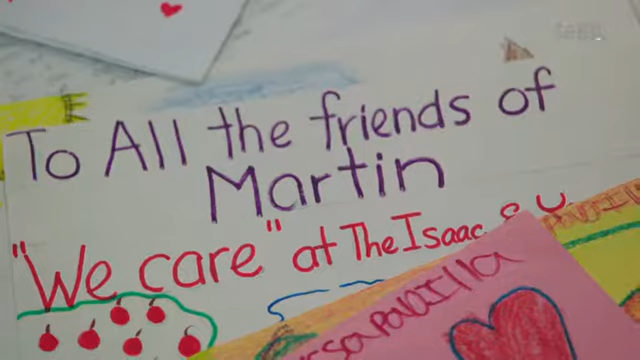 To All the friends of
Martin
"We care" at The Isaac